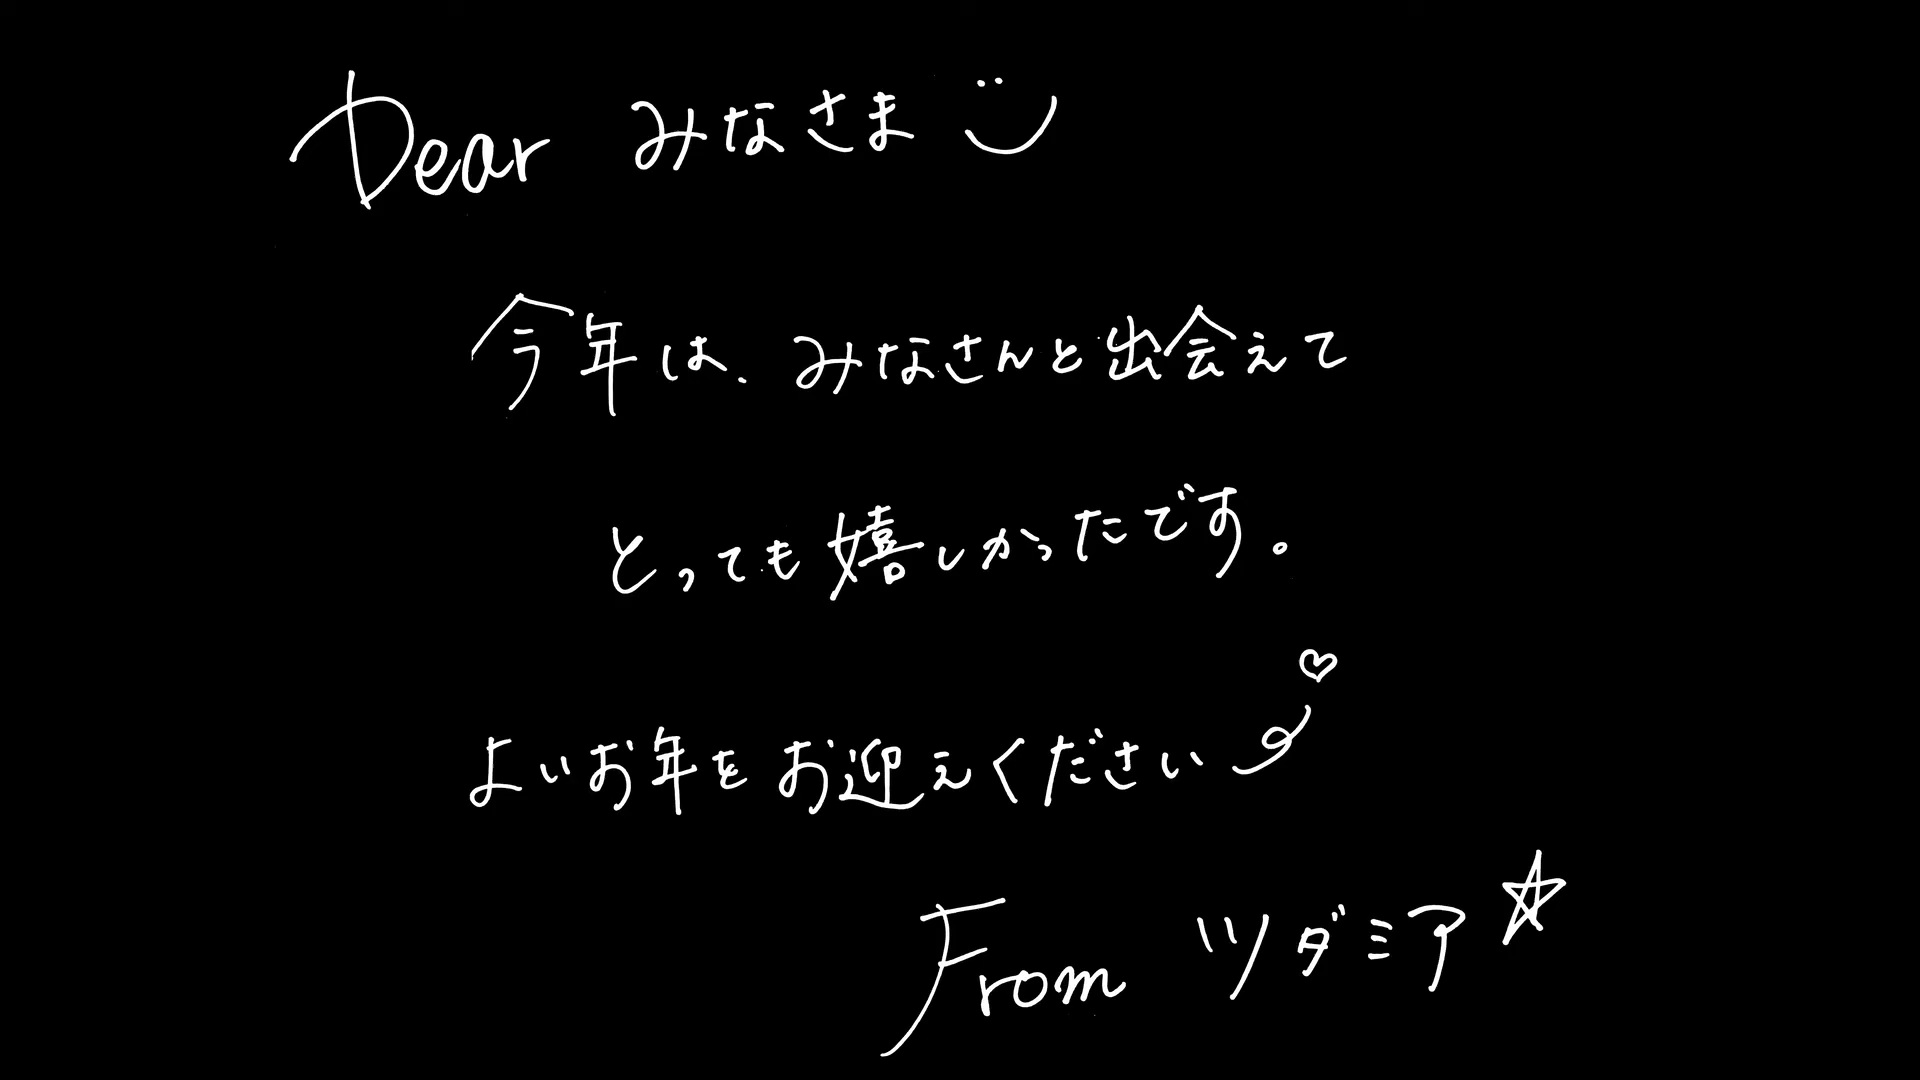 Dear みなさま
今年は、みなさんと出会えて
とっても嬉しかったです。
よいお年をお迎えください♡
From ツダミア☆